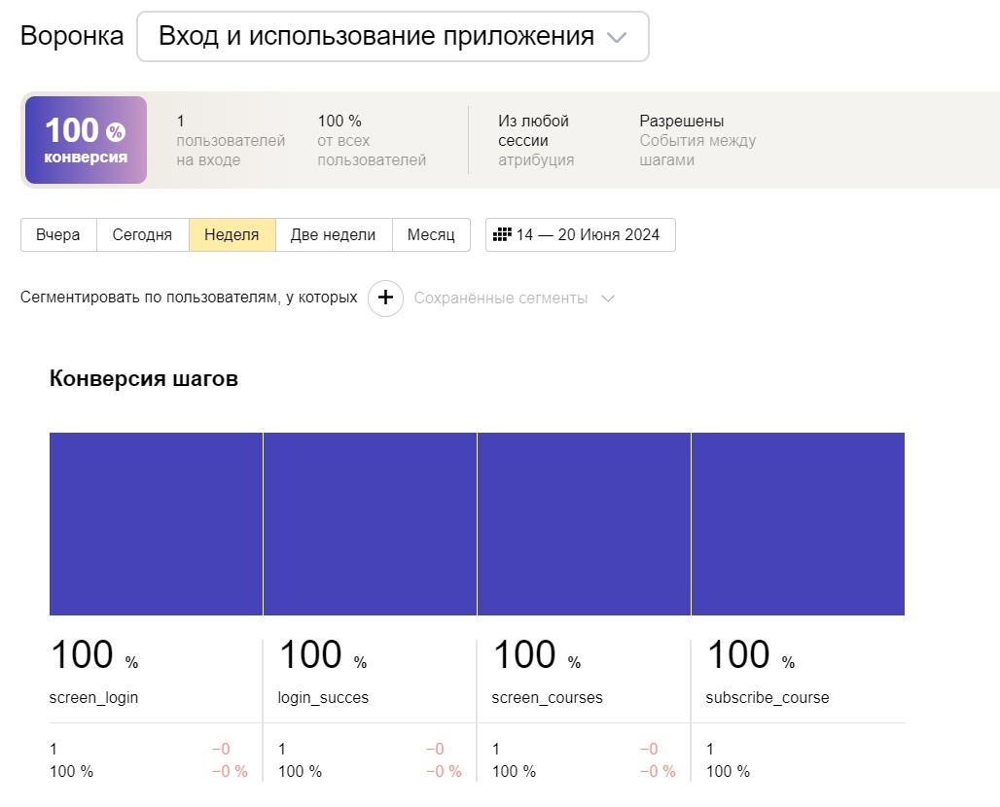 Воронка Вход и использование приложения
100 %
конверсия
1
пользователей
на входе
100 %
от всех
пользователей
Из любой
сессии
атрибуция
Разрешены
События между
шагами
Вчера Сегодня Неделя Две недели Месяц 14 — 20 Июня 2024
Сегментировать по пользователям, у которых + Сохранённые сегменты
Конверсия шагов
100 % 100 % 100 % 100 %
screen_login login_succes screen_courses subscribe_course
1 −0 1 −0 1 −0 1
100 % −0 % 100 % −0 % 100 % −0 % 100 %